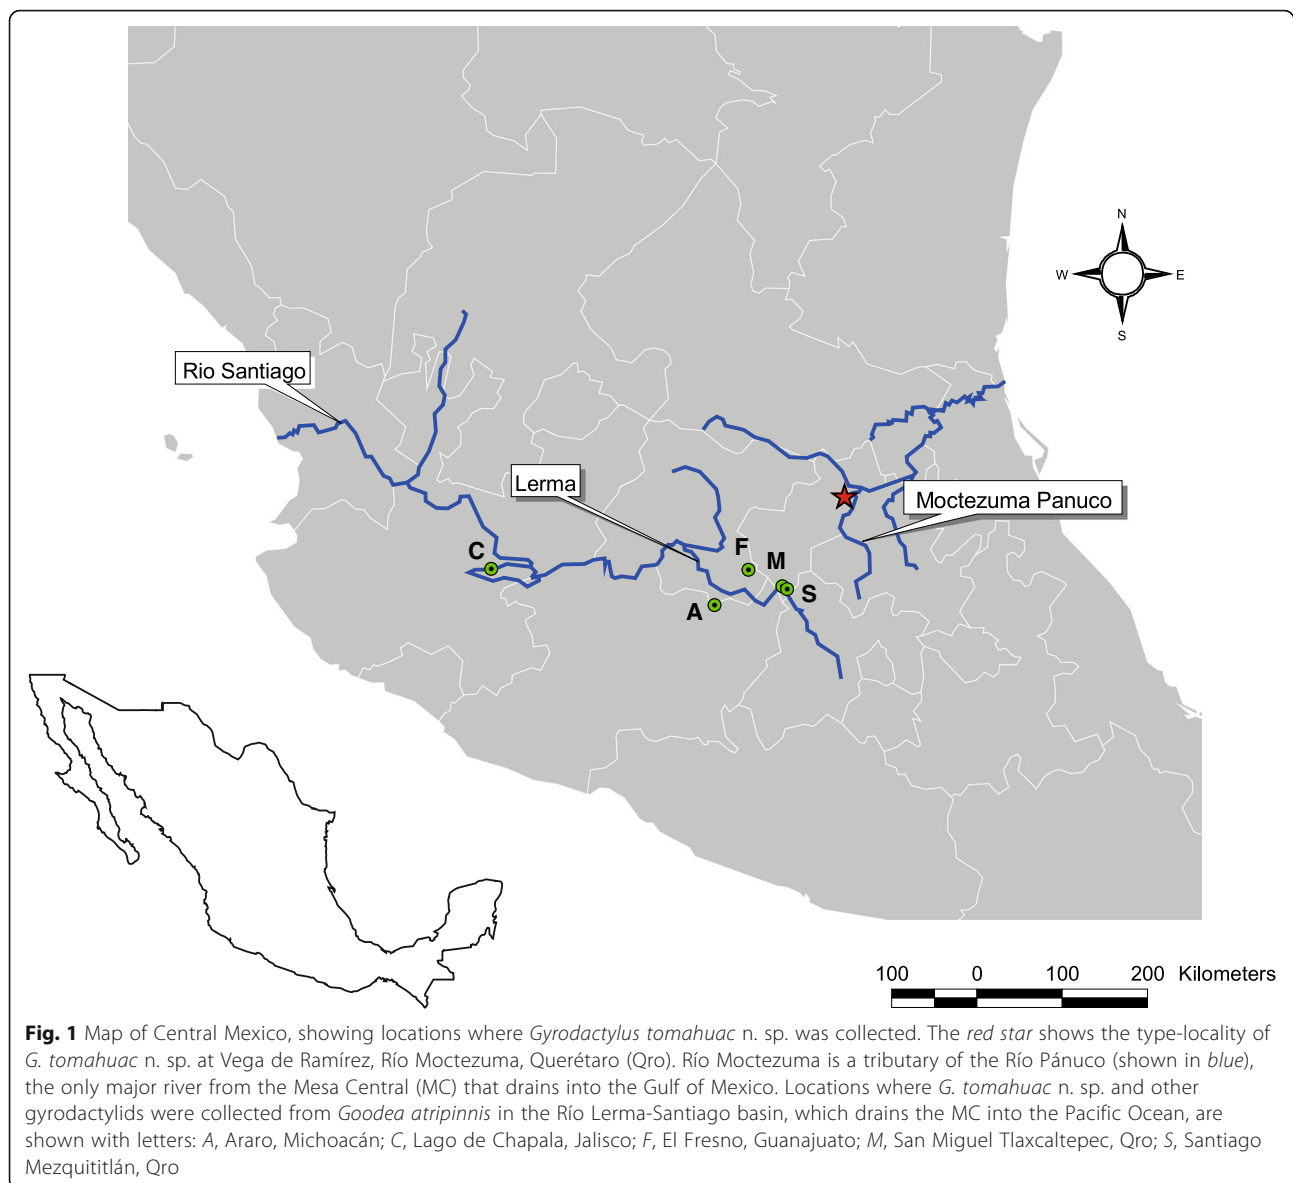 N
W E
S
Rio Santiago
Lerma
Moctezuma Panuco
C
F
M
S
A
100 0 100 200 Kilometers
Fig. 1 Map of Central Mexico, showing locations where Gyrodactylus tomahuac n. sp. was collected. The red star shows the type-locality of
G. tomahuac n. sp. at Vega de Ramírez, Río Moctezuma, Querétaro (Qro). Río Moctezuma is a tributary of the Río Pánuco (shown in blue),
the only major river from the Mesa Central (MC) that drains into the Gulf of Mexico. Locations where G. tomahuac n. sp. and other
gyrodactylids were collected from Goodea atripinnis in the Río Lerma-Santiago basin, which drains the MC into the Pacific Ocean, are
shown with letters: A, Araro, Michoacán; C, Lago de Chapala, Jalisco; F, El Fresno, Guanajuato; M, San Miguel Tlaxcaltepec, Qro; S, Santiago
Mezquititlán, Qro